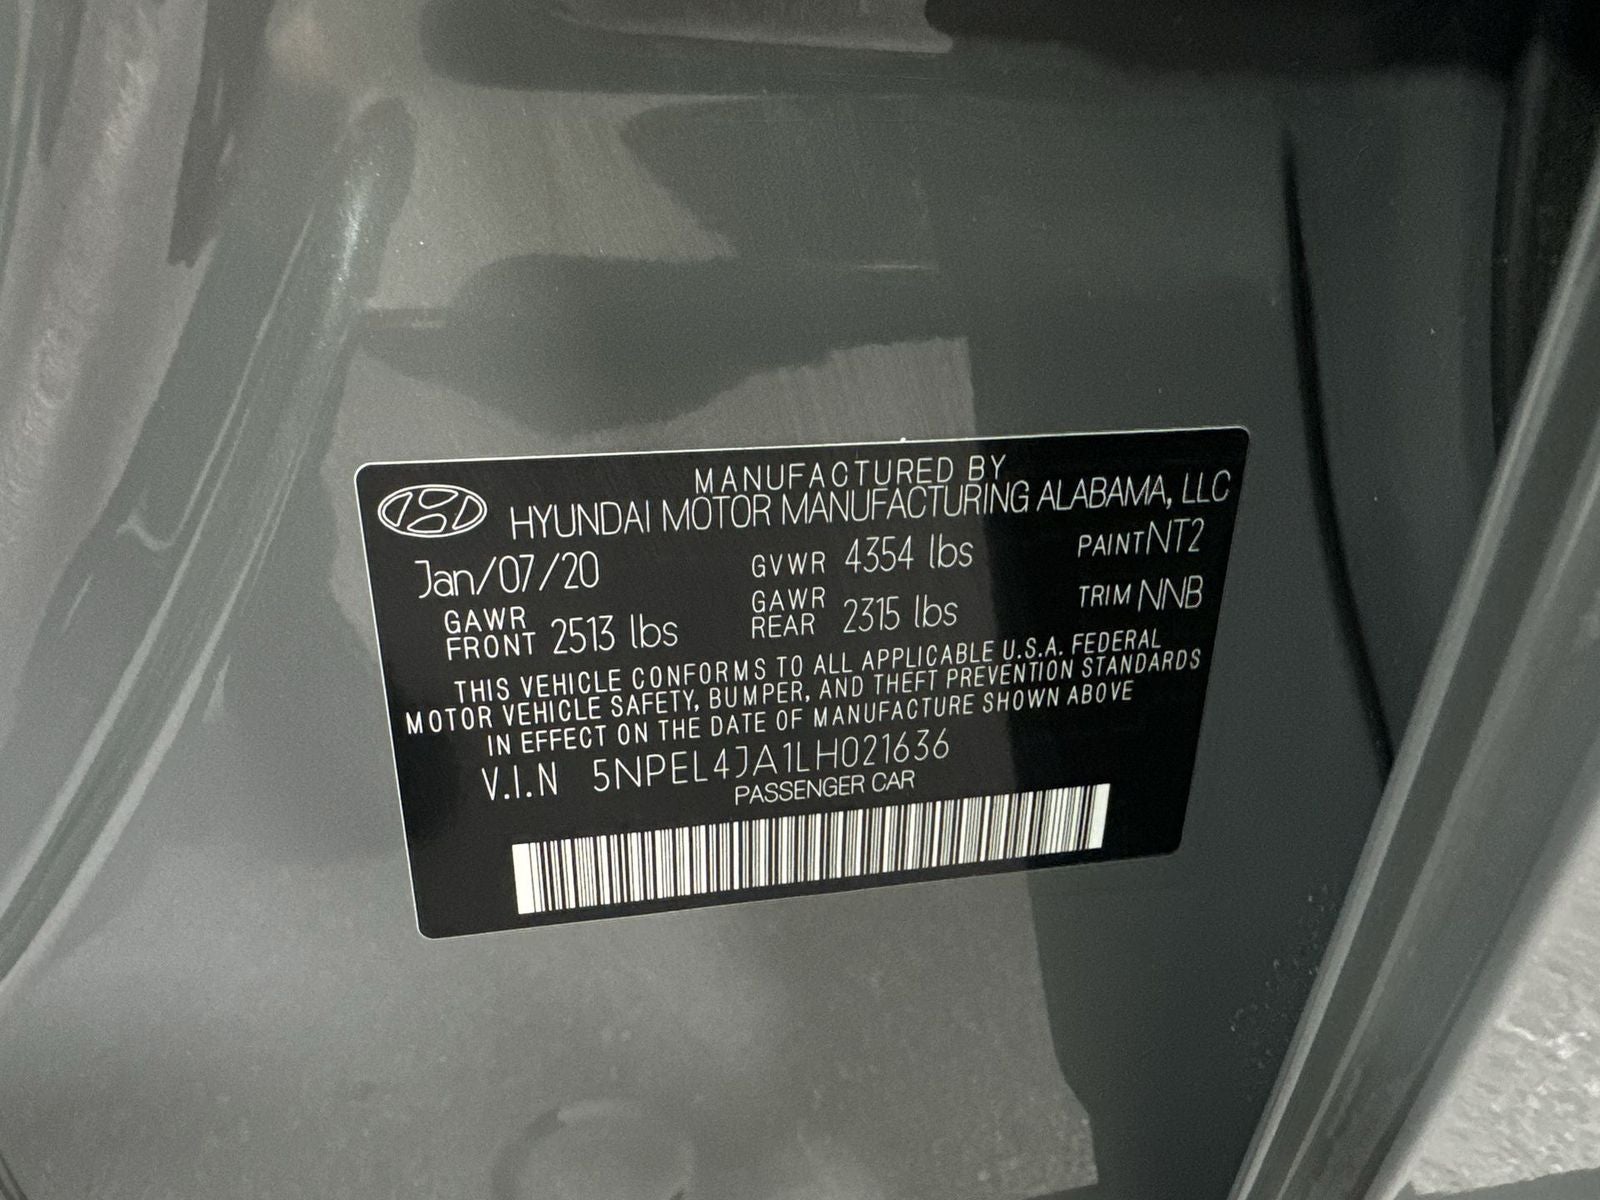 MANUFACTURED BY
HYUNDAI MOTOR MANUFACTURING ALABAMA, LLC
Jan/07/20 GVWR 4354 lbs PAINT NT2
GAWR FRONT 2513 lbs GAWR REAR 2315 lbs TRIM NNB
THIS VEHICLE CONFORMS TO ALL APPLICABLE U.S.A. FEDERAL
MOTOR VEHICLE SAFETY, BUMPER, AND THEFT PREVENTION STANDARDS
IN EFFECT ON THE DATE OF MANUFACTURE SHOWN ABOVE
V.I.N 5NPEL4JA1LH021636
PASSENGER CAR